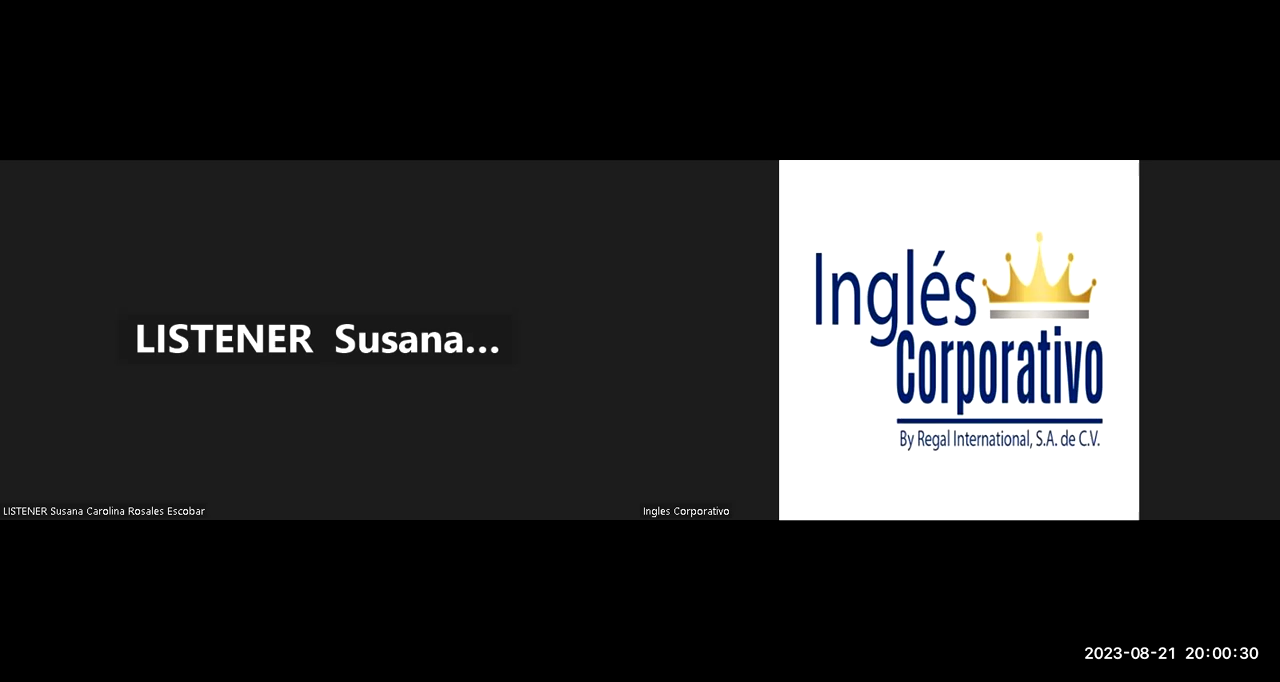 LISTENER Susana...
Inglés
Corporativo
By Regal International, S.A. de C.V.
LISTENER Susana Carolina Rosales Escobar
Ingles Corporativo
2023-08-21 20:00:30